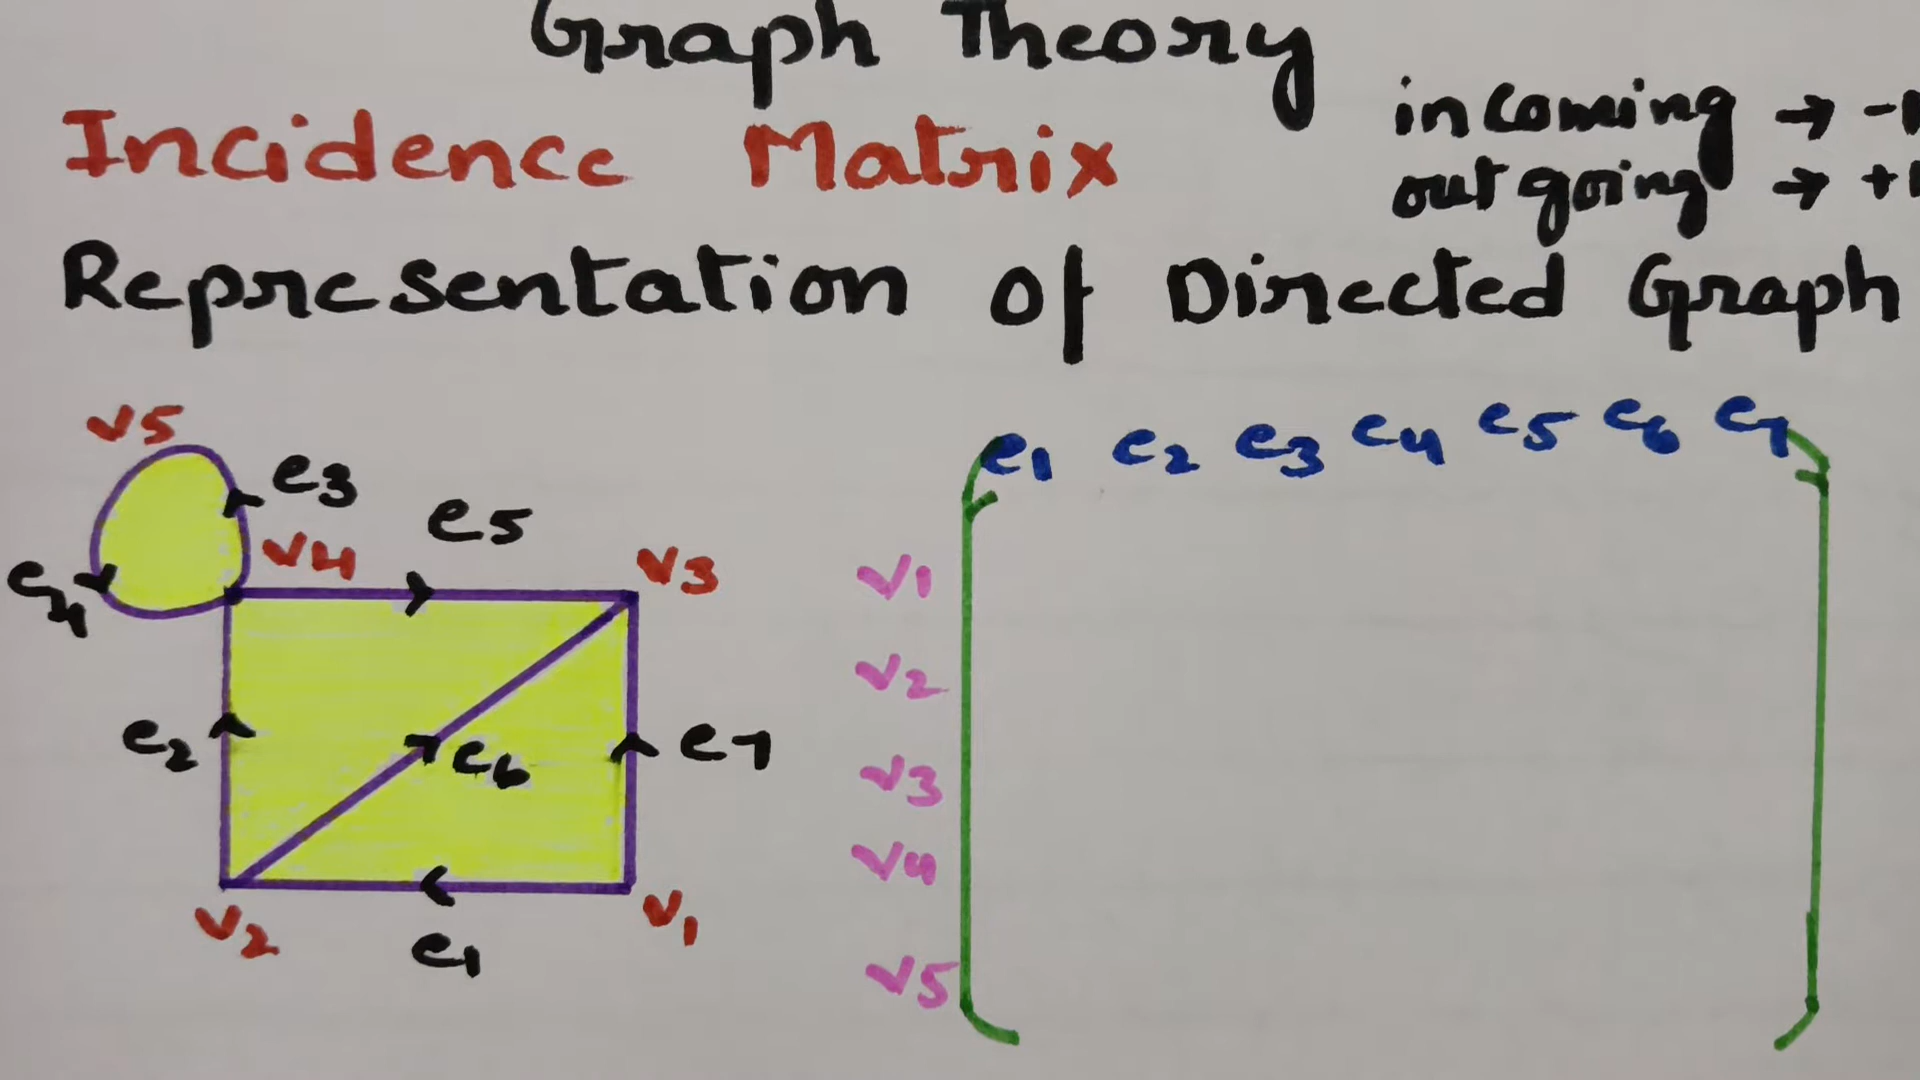 Graph Theory
incoming → -1
Incidence Matrix
outgoing → +1
Representation of Directed Graph
v5
e3
e5
v4
v3
e4
e2
e6
e7
v2
v1
e1
e1 e2 e3 e4 e5 e6 e7
v1
v2
v3
v4
v5